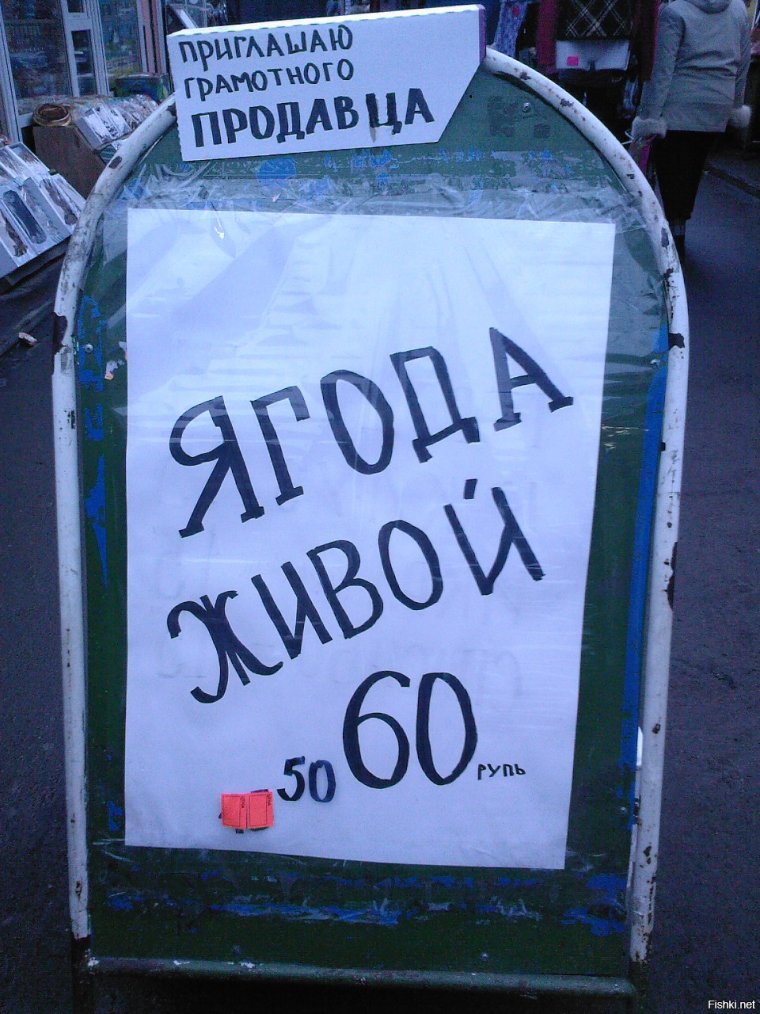 ПРИГЛАШАЮ
ГРАМОТНОГО
ПРОДАВЦА
ЯГОДА
ЖИВОЙ
50 60 РУПЬ
Fishki.net